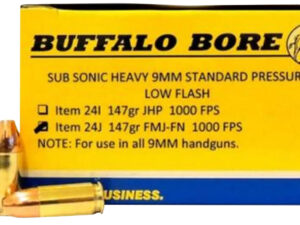 BUFFALO BORE
SUB SONIC HEAVY 9MM STANDARD PRESSURE
LOW FLASH
Item 24I 147gr JHP 1000 FPS
Item 24J 147gr FMJ-FN 1000 FPS
NOTE: For use in all 9MM handguns.
BUSINESS.